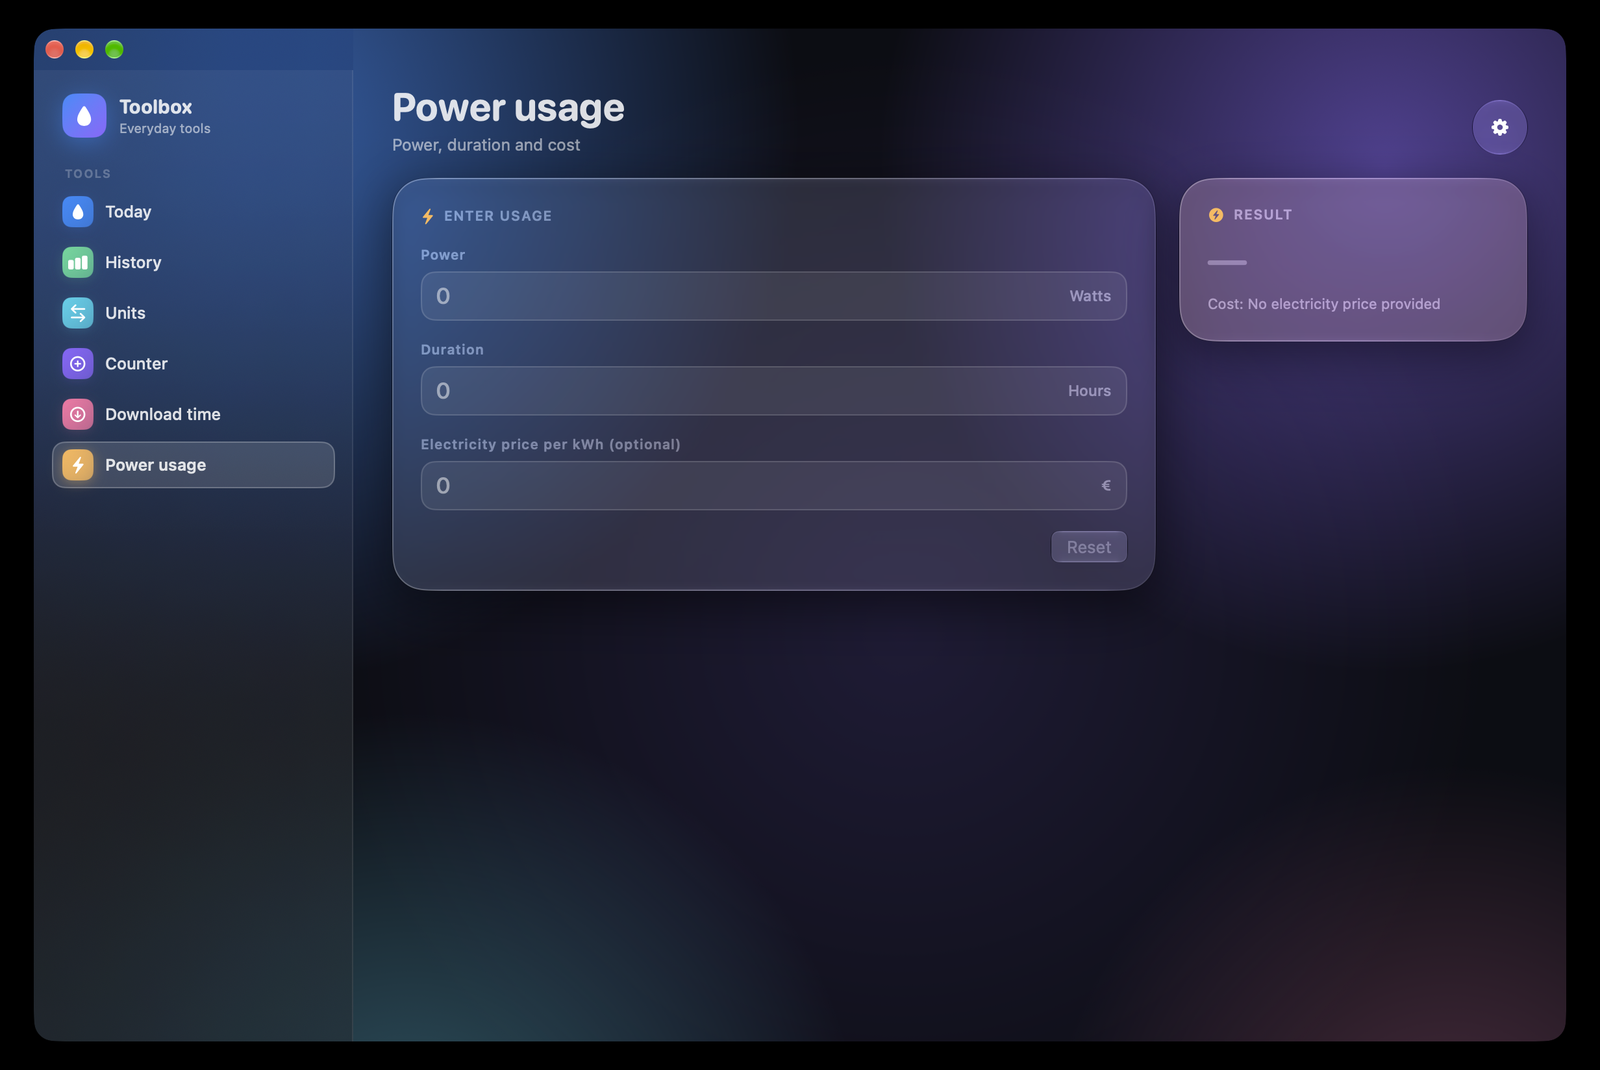 Toolbox
Everyday tools
TOOLS
Today
History
Units
Counter
Download time
Power usage
Power usage
Power, duration and cost
ENTER USAGE
Power
0 Watts
Duration
0 Hours
Electricity price per kWh (optional)
0 €
Reset
RESULT
—
Cost: No electricity price provided